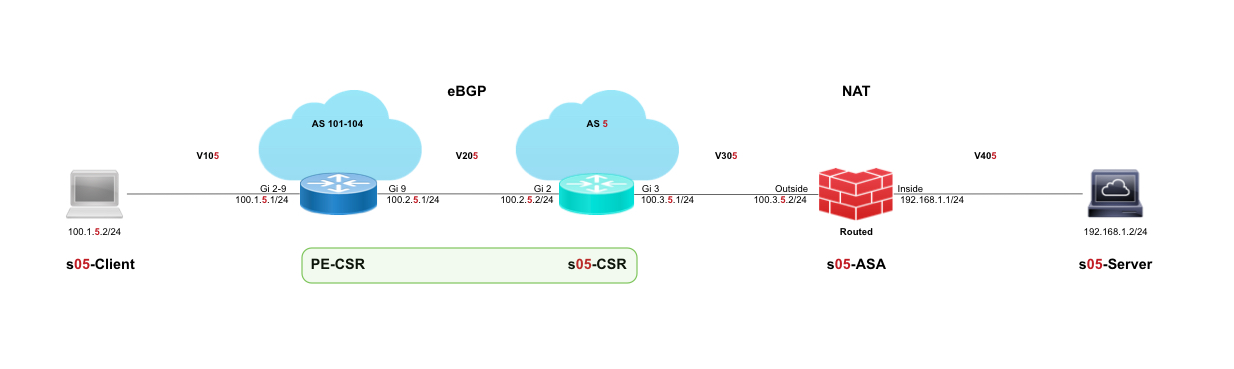 eBGP
NAT
AS 101-104
AS 5
V105
V205
V305
V405
Gi 2-9
100.1.5.1/24
Gi 9
100.2.5.1/24
Gi 2
100.2.5.2/24
Gi 3
100.3.5.1/24
Outside
100.3.5.2/24
Inside
192.168.1.1/24
100.1.5.2/24
Routed
192.168.1.2/24
s05-Client
PE-CSR
s05-CSR
s05-ASA
s05-Server